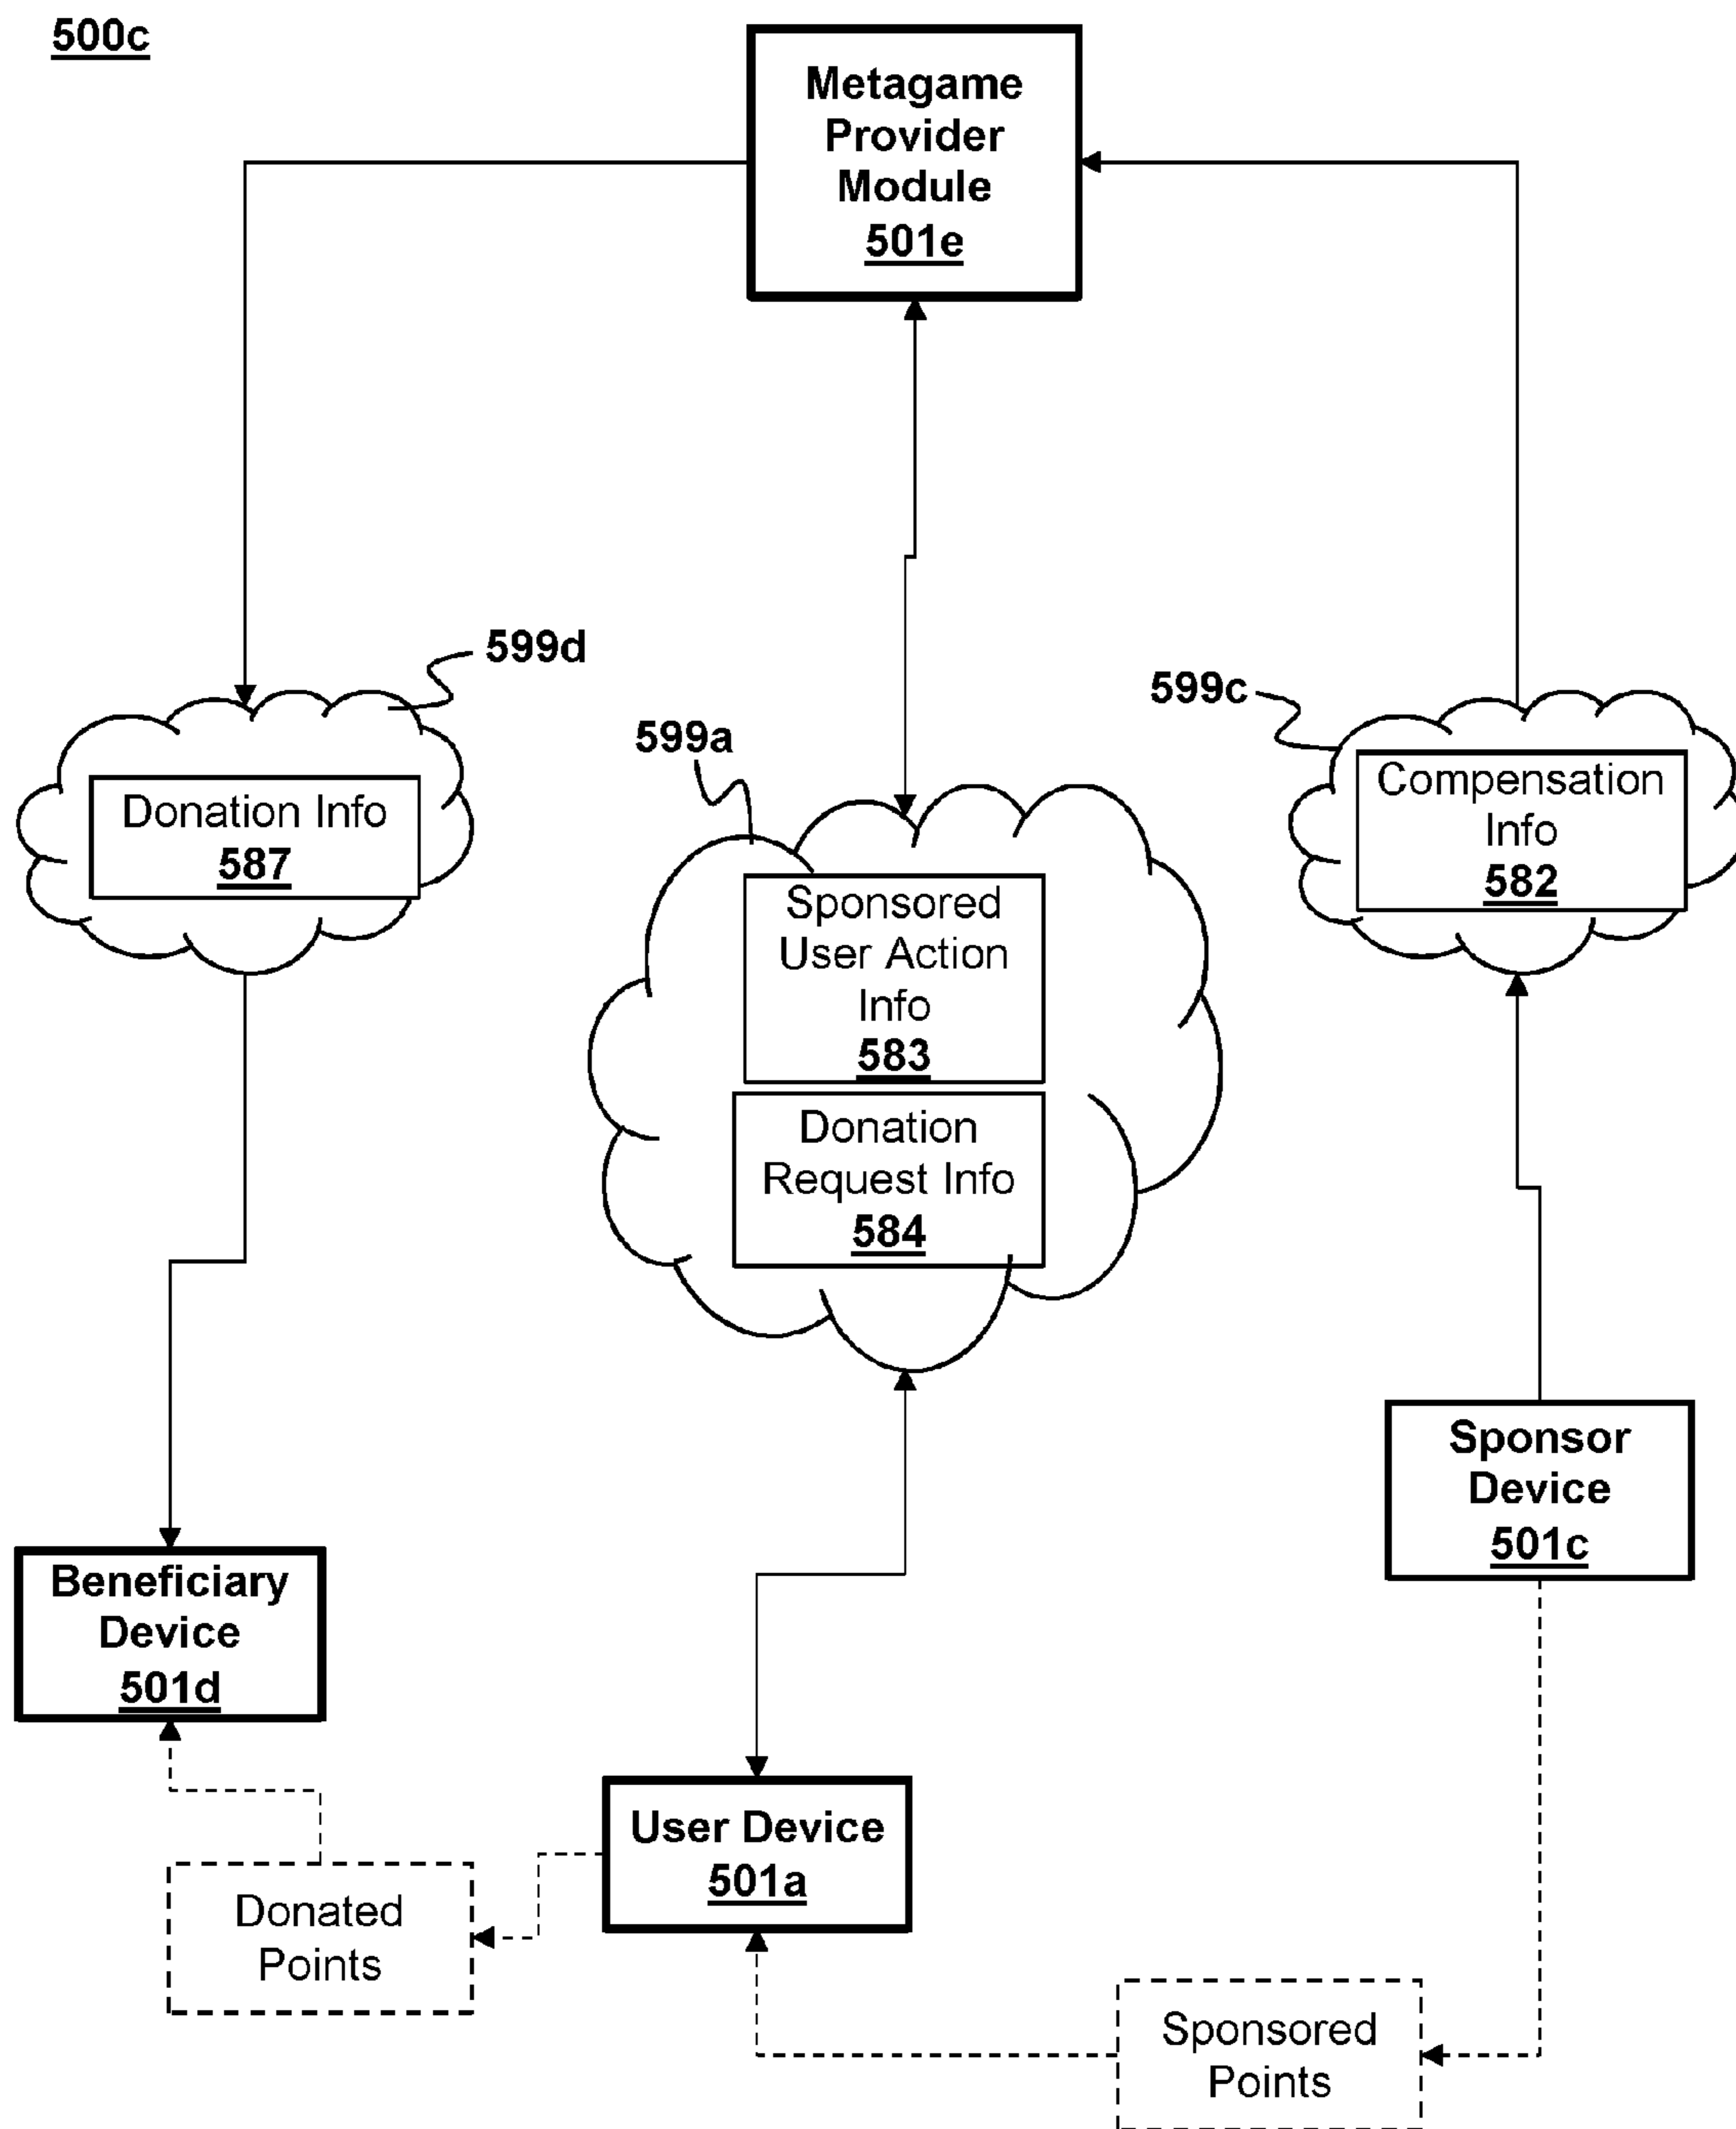 500c
Metagame
Provider
Module
501e
599d
599c
599a
Donation Info
587
Compensation
Info
582
Sponsored
User Action
Info
583
Donation
Request Info
584
Sponsor
Device
501c
Beneficiary
Device
501d
User Device
501a
Donated
Points
Sponsored
Points